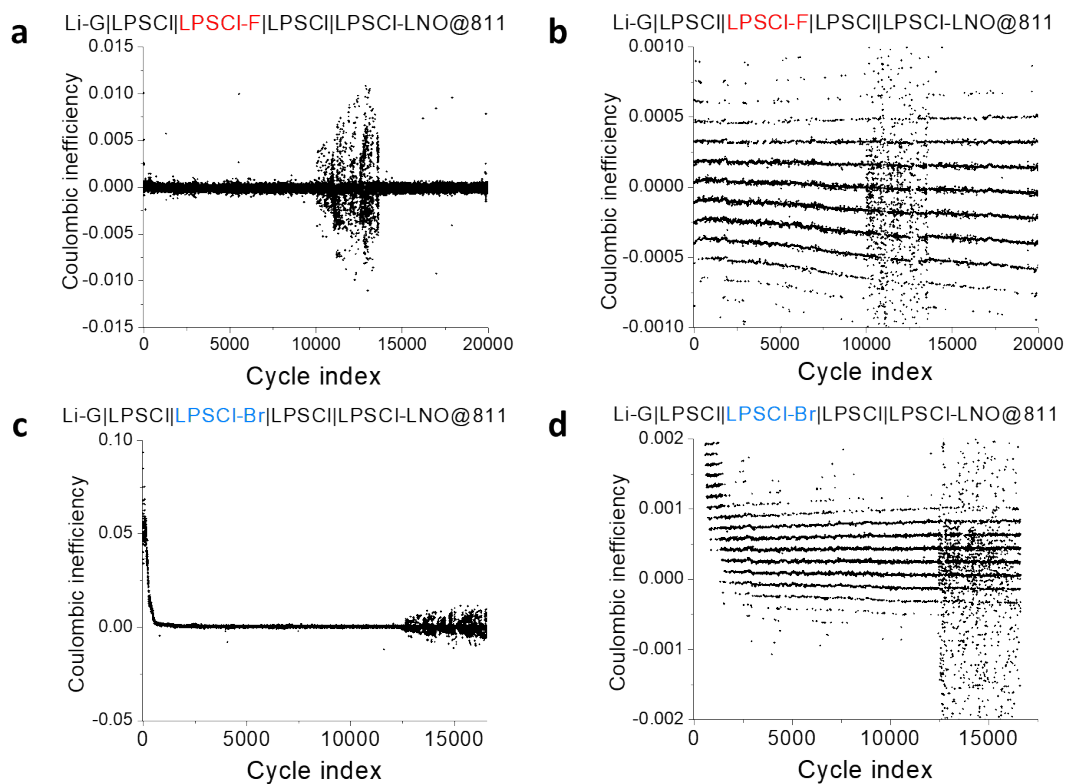 a
Li-G|LPSCl|LPSCl-F|LPSCl||LPSCl-LNO@811
Coulombic inefficiency
0.015
0.010
0.005
0.000
-0.005
-0.010
-0.015
0
5000
10000
15000
20000
Cycle index
b
Li-G|LPSCl|LPSCl-F|LPSCl||LPSCl-LNO@811
Coulombic inefficiency
0.0010
0.0005
0.0000
-0.0005
-0.0010
0
5000
10000
15000
20000
Cycle index
c
Li-G|LPSCl|LPSCl-Br|LPSCl||LPSCl-LNO@811
Coulombic inefficiency
0.10
0.05
0.00
-0.05
0
5000
10000
15000
Cycle index
d
Li-G|LPSCl|LPSCl-Br|LPSCl||LPSCl-LNO@811
Coulombic inefficiency
0.002
0.001
0.000
-0.001
-0.002
0
5000
10000
15000
Cycle index